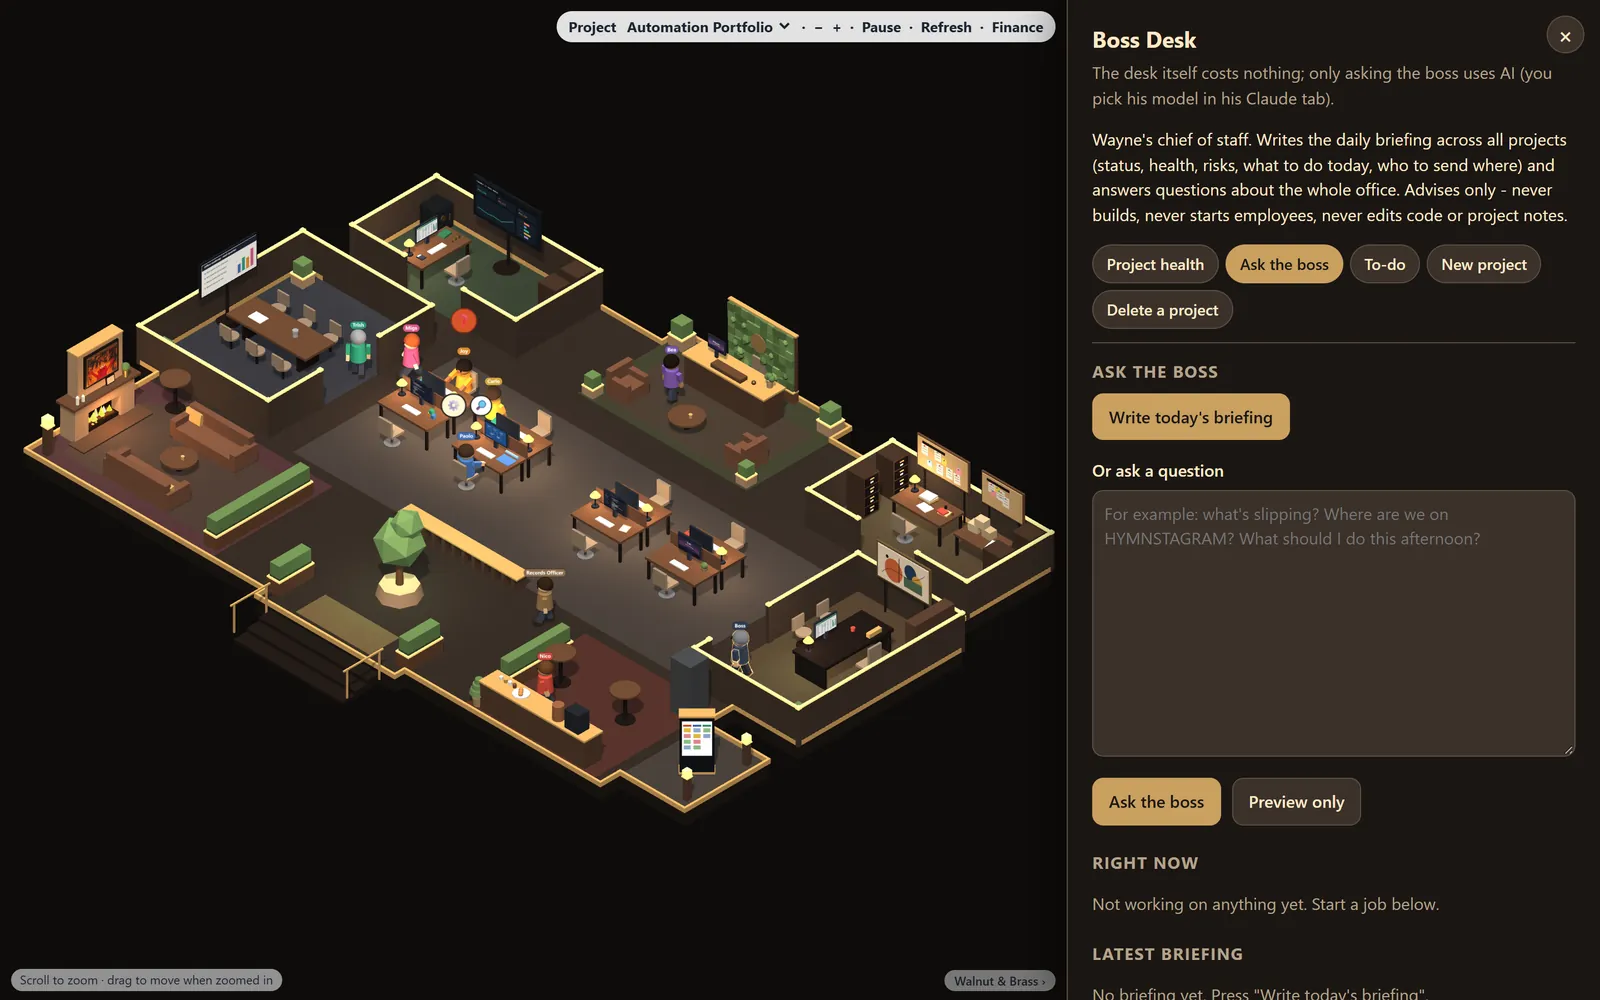 Project Automation Portfolio · − + · Pause · Refresh · Finance
Trish
Migs
Joy
Carlo
Paolo
Bea
Records Officer
Nico
Boss
Scroll to zoom · drag to move when zoomed in
Walnut & Brass ›
Boss Desk
×
The desk itself costs nothing; only asking the boss uses AI (you
pick his model in his Claude tab).
Wayne's chief of staff. Writes the daily briefing across all projects
(status, health, risks, what to do today, who to send where) and
answers questions about the whole office. Advises only - never
builds, never starts employees, never edits code or project notes.
Project health
Ask the boss
To-do
New project
Delete a project
ASK THE BOSS
Write today's briefing
Or ask a question
For example: what's slipping? Where are we on
HYMNSTAGRAM? What should I do this afternoon?
Ask the boss
Preview only
RIGHT NOW
Not working on anything yet. Start a job below.
LATEST BRIEFING
No briefing yet. Press "Write today's briefing".